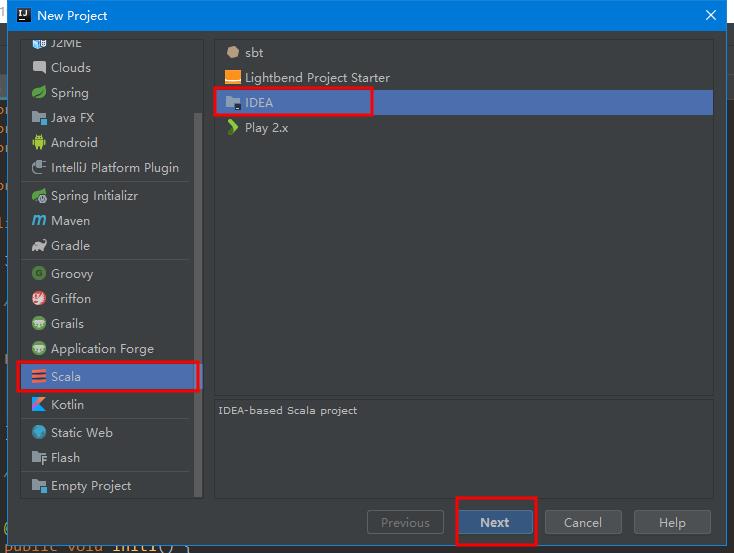 New Project
J2ME
Clouds
Spring
Java FX
Android
IntelliJ Platform Plugin
Spring Initializr
Maven
Gradle
Groovy
Griffon
Grails
Application Forge
Scala
Kotlin
Static Web
Flash
Empty Project
sbt
Lightbend Project Starter
IDEA
Play 2.x
IDEA-based Scala project
Previous
Next
Cancel
Help
public void init1() {